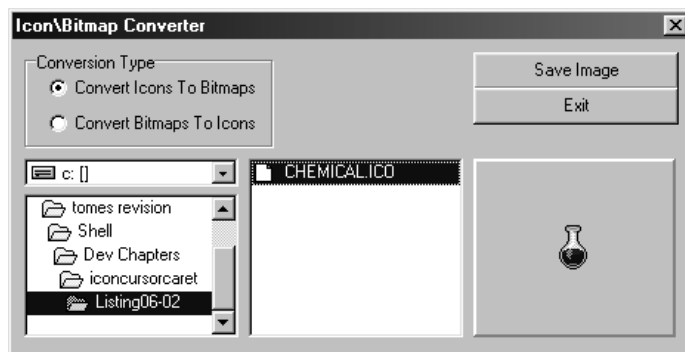 Icon\Bitmap Converter
Conversion Type
Convert Icons To Bitmaps
Convert Bitmaps To Icons
Save Image
Exit
c: []
CHEMICAL.ICO
tomes revision
Shell
Dev Chapters
iconcursorcaret
Listing06-02